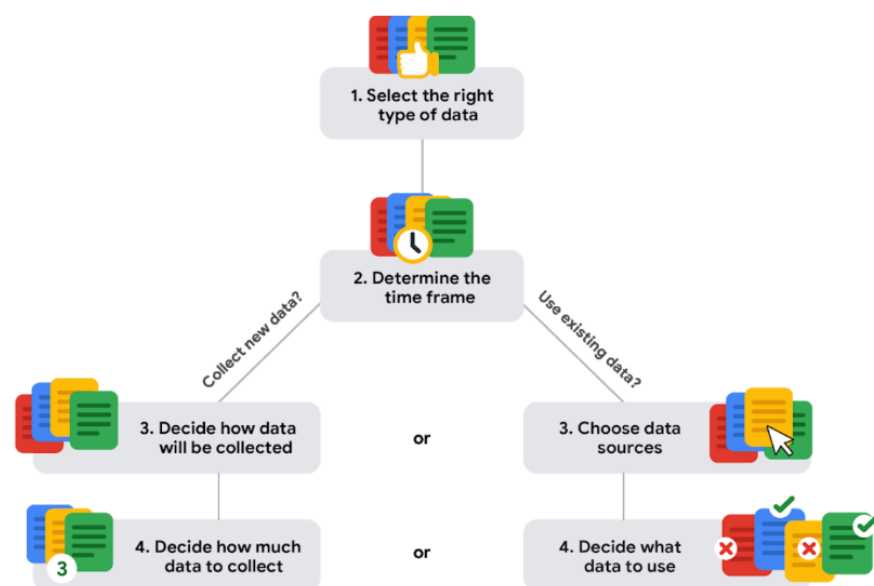 1. Select the right
type of data
2. Determine the
time frame
Collect new data?
Use existing data?
3. Decide how data
will be collected
or
3. Choose data
sources
4. Decide how much
data to collect
3
or
4. Decide what
data to use